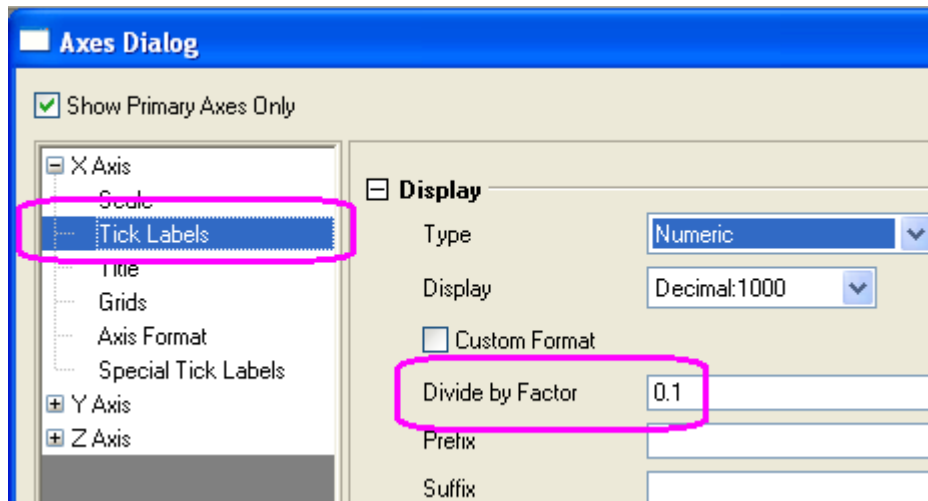 Axes Dialog
Show Primary Axes Only
X Axis
Scale
Tick Labels
Title
Grids
Axis Format
Special Tick Labels
Y Axis
Z Axis
Display
Type Numeric
Display Decimal:1000
Custom Format
Divide by Factor 0.1
Prefix
Suffix